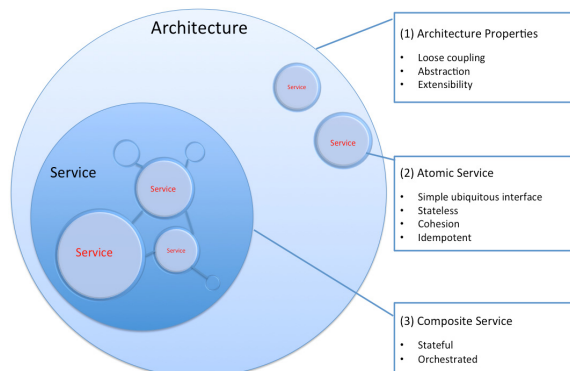 Architecture
Service
Service
Service
Service
Service
Service
(1) Architecture Properties
• Loose coupling
• Abstraction
• Extensibility
(2) Atomic Service
• Simple ubiquitous interface
• Stateless
• Cohesion
• Idempotent
(3) Composite Service
• Stateful
• Orchestrated